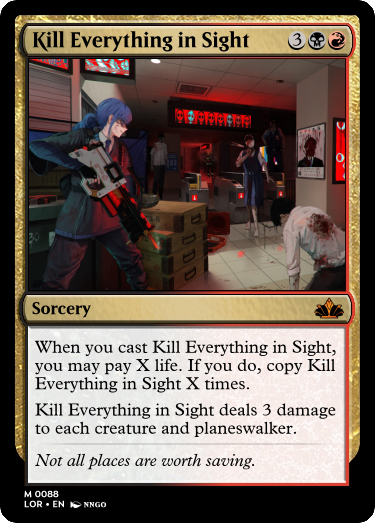 Kill Everything in Sight 3
Sorcery
When you cast Kill Everything in Sight,
you may pay X life. If you do, copy Kill
Everything in Sight X times.
Kill Everything in Sight deals 3 damage
to each creature and planeswalker.
Not all places are worth saving.
M 0088
LOR • EN NNGO